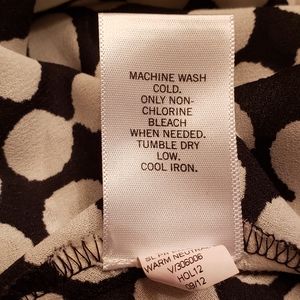 MACHINE WASH
COLD.
ONLY NON-
CHLORINE
BLEACH
WHEN NEEDED.
TUMBLE DRY
LOW.
COOL IRON.
WARM NEUTRAL
V/306006
HOL12
09/12